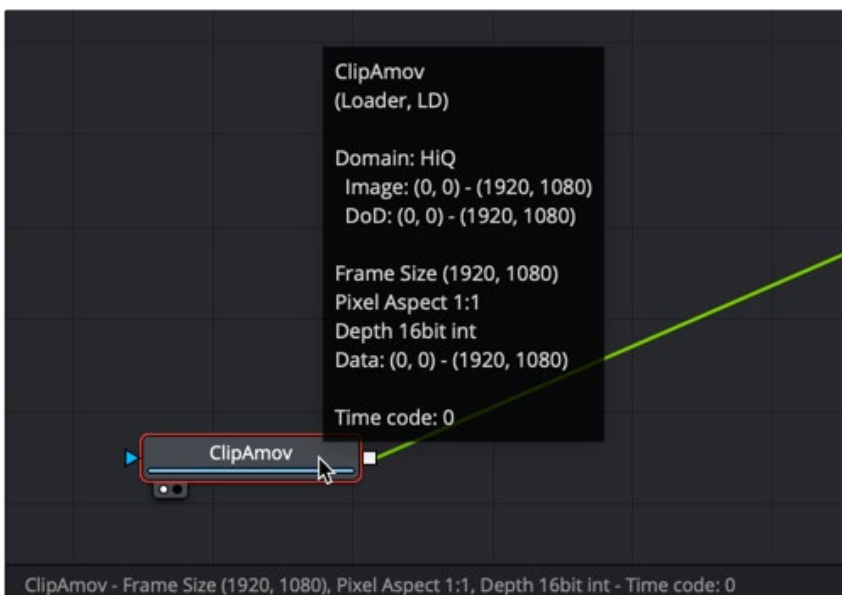 ClipAmov
(Loader, LD)
Domain: HiQ
Image: (0, 0) - (1920, 1080)
DoD: (0, 0) - (1920, 1080)
Frame Size (1920, 1080)
Pixel Aspect 1:1
Depth 16bit int
Data: (0, 0) - (1920, 1080)
Time code: 0
ClipAmov
ClipAmov - Frame Size (1920, 1080), Pixel Aspect 1:1, Depth 16bit int - Time code: 0